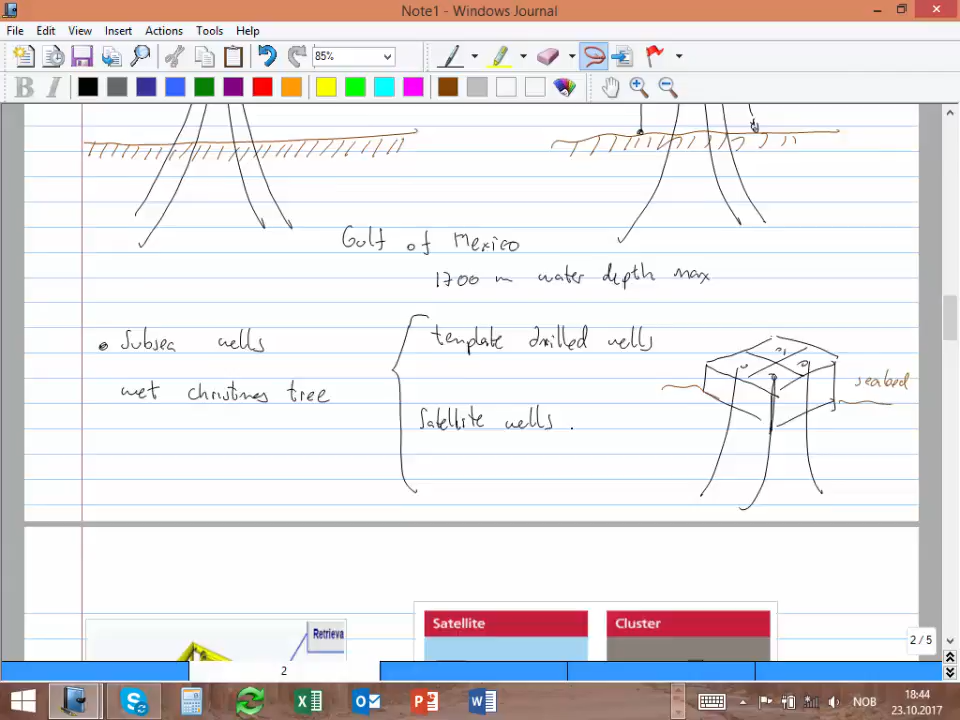 Note1 - Windows Journal
File Edit View Insert Actions Tools Help
85%
B I
Gulf of Mexico
1700 m water depth max
• Subsea wells
wet christmas tree
template drilled wells
Satellite wells .
seabed
Retrieva
Satellite
Cluster
2 / 5
2
NOB
18:44
23.10.2017